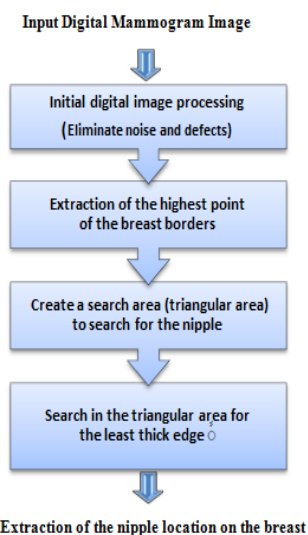 Input Digital Mammogram Image
Initial digital image processing
(Eliminate noise and defects)
Extraction of the highest point
of the breast borders
Create a search area (triangular area)
to search for the nipple
Search in the triangular area for
the least thick edge
Extraction of the nipple location on the breast